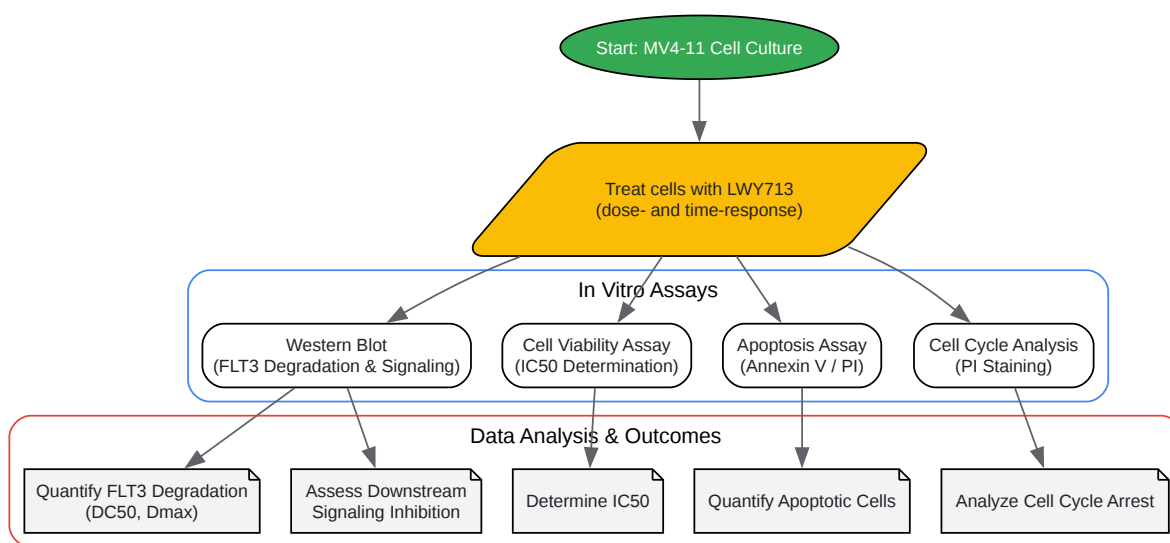 Start: MV4-11 Cell Culture
Treat cells with LWY713
(dose- and time-response)
In Vitro Assays
Western Blot
(FLT3 Degradation & Signaling)
Cell Viability Assay
(IC50 Determination)
Apoptosis Assay
(Annexin V / PI)
Cell Cycle Analysis
(PI Staining)
Data Analysis & Outcomes
Quantify FLT3 Degradation
(DC50, Dmax)
Assess Downstream
Signaling Inhibition
Determine IC50
Quantify Apoptotic Cells
Analyze Cell Cycle Arrest